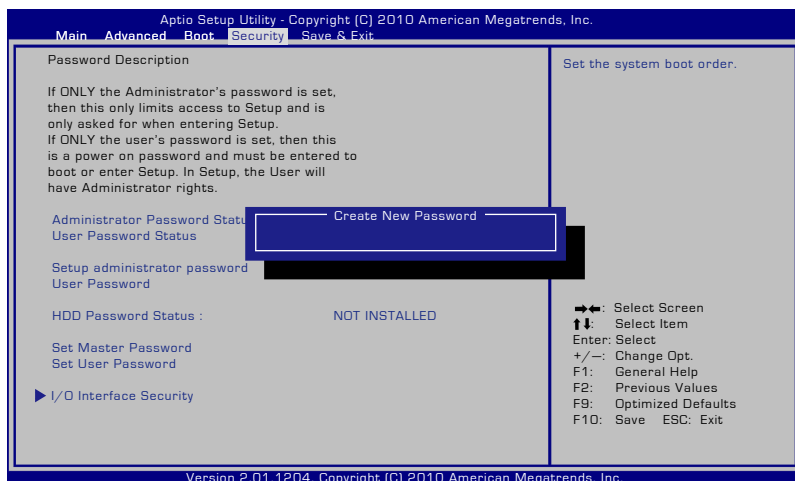 Aptio Setup Utility - Copyright (C) 2010 American Megatrends, Inc.
Main Advanced Boot Security Save & Exit
Password Description
If ONLY the Administrator's password is set,
then this only limits access to Setup and is
only asked for when entering Setup.
If ONLY the user's password is set, then this
is a power on password and must be entered to
boot or enter Setup. In Setup, the User will
have Administrator rights.
Administrator Password Statu
User Password Status
Create New Password
Setup administrator password
User Password
HDD Password Status : NOT INSTALLED
Set Master Password
Set User Password
I/O Interface Security
Set the system boot order.
→←: Select Screen
↑↓: Select Item
Enter: Select
+/—: Change Opt.
F1: General Help
F2: Previous Values
F9: Optimized Defaults
F10: Save ESC: Exit
Version 2.01.1204. Copyright (C) 2010 American Megatrends, Inc.